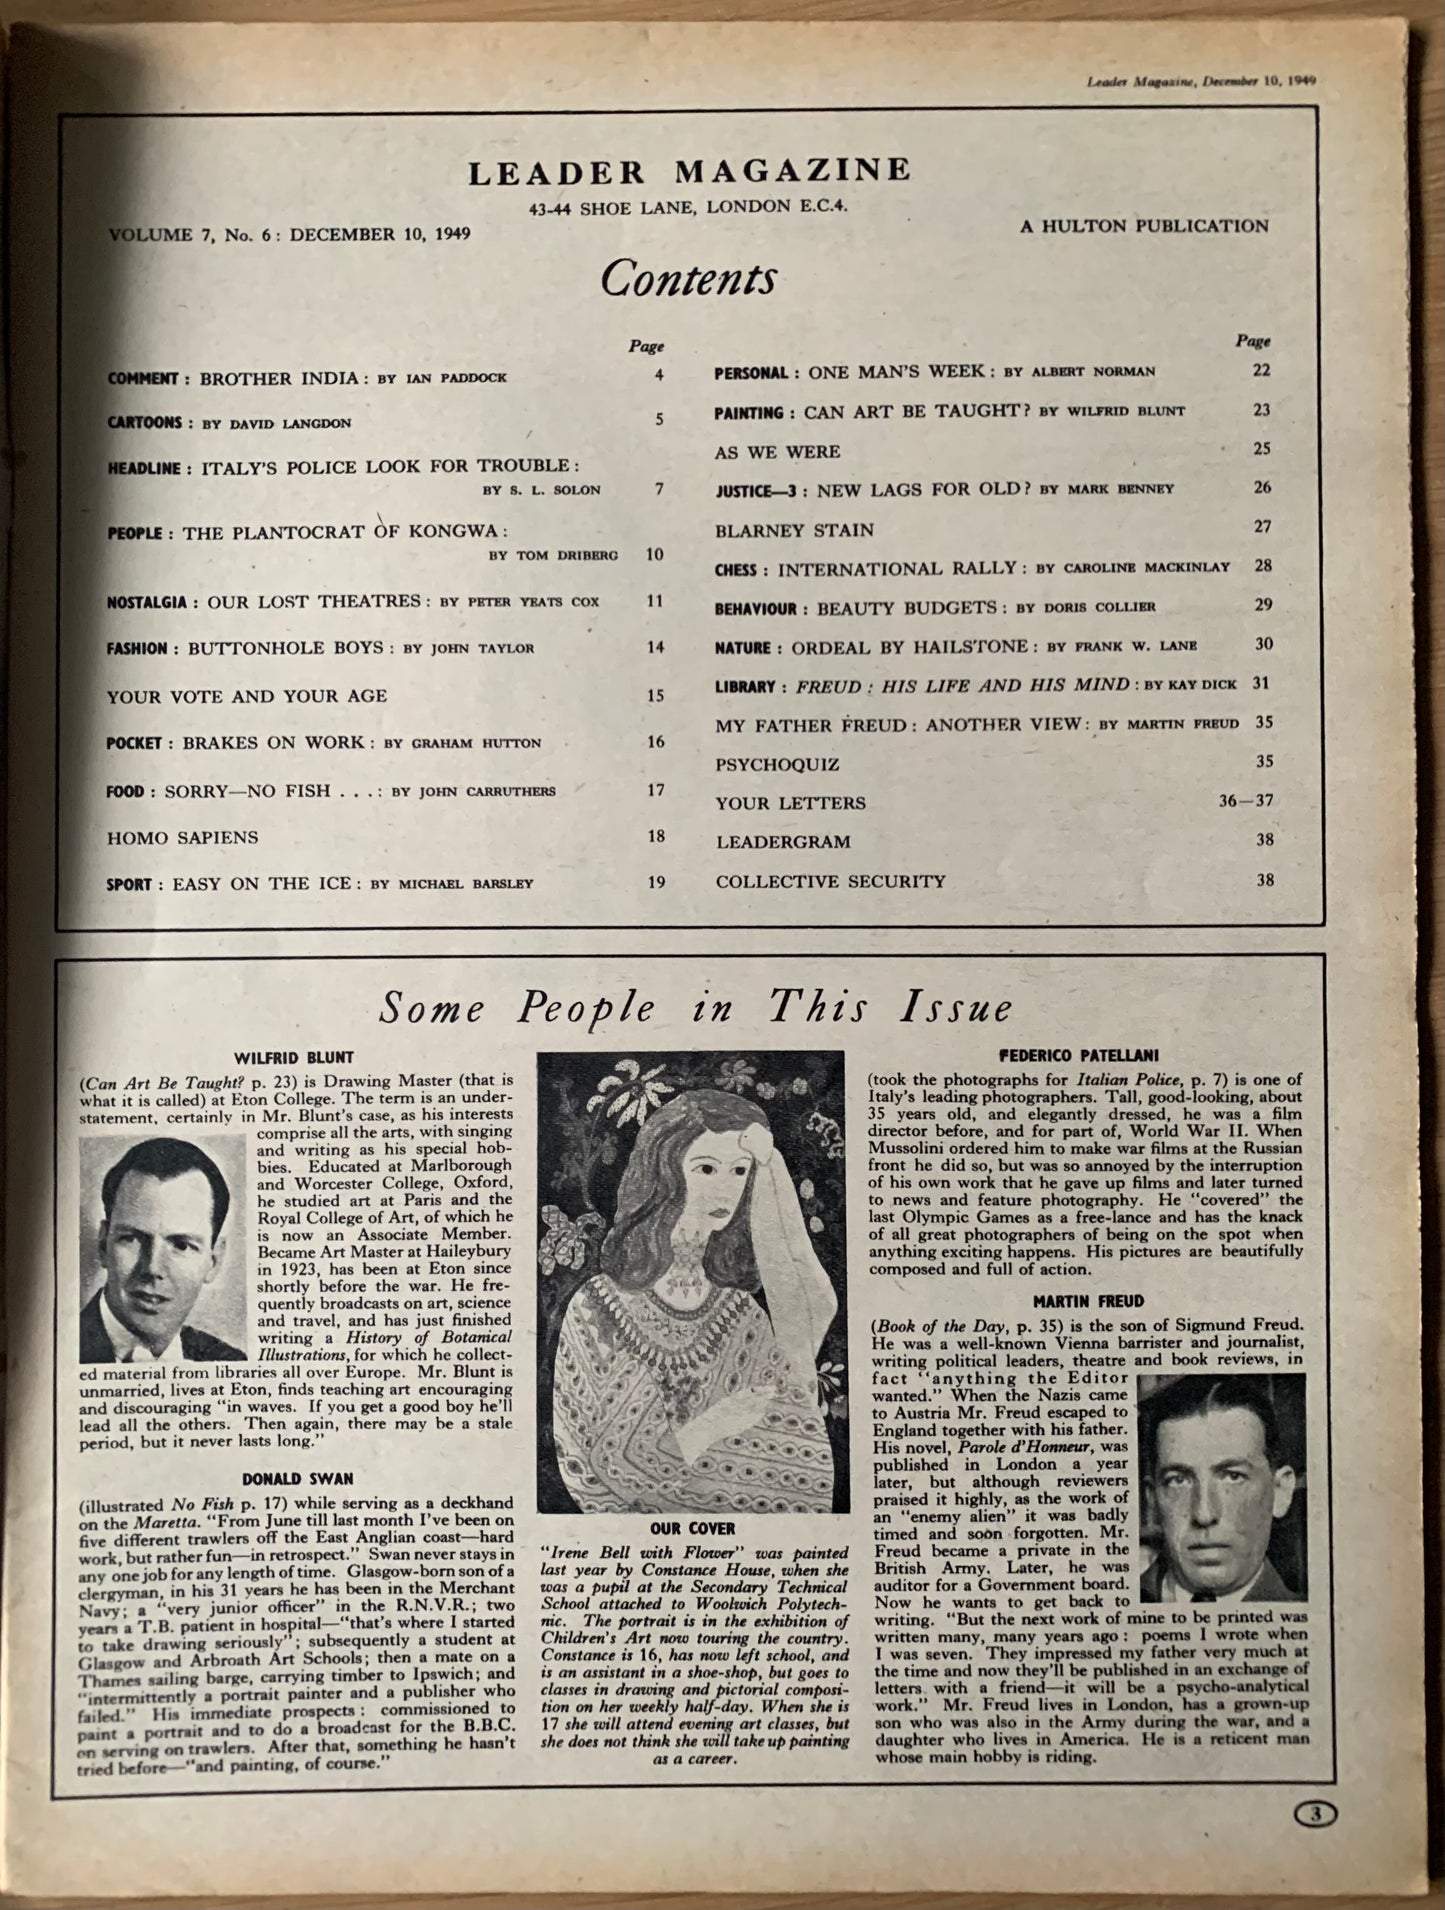 Leader Magazine, December 10, 1949
LEADER MAGAZINE
43-44 SHOE LANE, LONDON E.C.4.
VOLUME 7, No. 6 : DECEMBER 10, 1949
A HULTON PUBLICATION
Contents
Page
COMMENT : BROTHER INDIA : BY IAN PADDOCK 4
CARTOONS : BY DAVID LANGDON 5
HEADLINE : ITALY'S POLICE LOOK FOR TROUBLE :
BY S. L. SOLON 7
PEOPLE : THE PLANTOCRAT OF KONGWA :
BY TOM DRIBERG 10
NOSTALGIA : OUR LOST THEATRES : BY PETER YEATS COX 11
FASHION : BUTTONHOLE BOYS : BY JOHN TAYLOR 14
YOUR VOTE AND YOUR AGE 15
POCKET : BRAKES ON WORK : BY GRAHAM HUTTON 16
FOOD : SORRY—NO FISH . . . : BY JOHN CARRUTHERS 17
HOMO SAPIENS 18
SPORT : EASY ON THE ICE : BY MICHAEL BARSLEY 19
Page
PERSONAL : ONE MAN'S WEEK : BY ALBERT NORMAN 22
PAINTING : CAN ART BE TAUGHT? BY WILFRID BLUNT 23
AS WE WERE 25
JUSTICE—3 : NEW LAGS FOR OLD? BY MARK BENNEY 26
BLARNEY STAIN 27
CHESS : INTERNATIONAL RALLY : BY CAROLINE MACKINLAY 28
BEHAVIOUR : BEAUTY BUDGETS : BY DORIS COLLIER 29
NATURE : ORDEAL BY HAILSTONE : BY FRANK W. LANE 30
LIBRARY : FREUD : HIS LIFE AND HIS MIND : BY KAY DICK 31
MY FATHER FREUD : ANOTHER VIEW : BY MARTIN FREUD 35
PSYCHOQUIZ 35
YOUR LETTERS 36—37
LEADERGRAM 38
COLLECTIVE SECURITY 38
Some People in This Issue
WILFRID BLUNT
(Can Art Be Taught? p. 23) is Drawing Master (that is
what it is called) at Eton College. The term is an under-
statement, certainly in Mr. Blunt's case, as his interests
comprise all the arts, with singing
and writing as his special hob-
bies. Educated at Marlborough
and Worcester College, Oxford,
he studied art at Paris and the
Royal College of Art, of which he
is now an Associate Member.
Became Art Master at Haileybury
in 1923, has been at Eton since
shortly before the war. He fre-
quently broadcasts on art, science
and travel, and has just finished
writing a History of Botanical
Illustrations, for which he collect-
ed material from libraries all over Europe. Mr. Blunt is
unmarried, lives at Eton, finds teaching art encouraging
and discouraging "in waves. If you get a good boy he'll
lead all the others. Then again, there may be a stale
period, but it never lasts long."
DONALD SWAN
(illustrated No Fish p. 17) while serving as a deckhand
on the Maretta. "From June till last month I've been on
five different trawlers off the East Anglian coast—hard
work, but rather fun—in retrospect." Swan never stays in
any one job for any length of time. Glasgow-born son of a
clergyman, in his 31 years he has been in the Merchant
Navy; a "very junior officer" in the R.N.V.R.; two
years a T.B. patient in hospital—"that's where I started
to take drawing seriously"; subsequently a student at
Glasgow and Arbroath Art Schools; then a mate on a
Thames sailing barge, carrying timber to Ipswich; and
"intermittently a portrait painter and a publisher who
failed." His immediate prospects : commissioned to
paint a portrait and to do a broadcast for the B.B.C.
on serving on trawlers. After that, something he hasn't
tried before—"and painting, of course."
OUR COVER
"Irene Bell with Flower" was painted
last year by Constance House, when she
was a pupil at the Secondary Technical
School attached to Woolwich Polytech-
nic. The portrait is in the exhibition of
Children's Art now touring the country.
Constance is 16, has now left school, and
is an assistant in a shoe-shop, but goes to
classes in drawing and pictorial composi-
tion on her weekly half-day. When she is
17 she will attend evening art classes, but
she does not think she will take up painting
as a career.
FEDERICO PATELLANI
(took the photographs for Italian Police, p. 7) is one of
Italy's leading photographers. Tall, good-looking, about
35 years old, and elegantly dressed, he was a film
director before, and for part of, World War II. When
Mussolini ordered him to make war films at the Russian
front he did so, but was so annoyed by the interruption
of his own work that he gave up films and later turned
to news and feature photography. He "covered" the
last Olympic Games as a free-lance and has the knack
of all great photographers of being on the spot when
anything exciting happens. His pictures are beautifully
composed and full of action.
MARTIN FREUD
(Book of the Day, p. 35) is the son of Sigmund Freud.
He was a well-known Vienna barrister and journalist,
writing political leaders, theatre and book reviews, in
fact "anything the Editor
wanted." When the Nazis came
to Austria Mr. Freud escaped to
England together with his father.
His novel, Parole d'Honneur, was
published in London a year
later, but although reviewers
praised it highly, as the work of
an "enemy alien" it was badly
timed and soon forgotten. Mr.
Freud became a private in the
British Army. Later, he was
auditor for a Government board.
Now he wants to get back to
writing. "But the next work of mine to be printed was
written many, many years ago : poems I wrote when
I was seven. They impressed my father very much at
the time and now they'll be published in an exchange of
letters with a friend—it will be a psycho-analytical
work." Mr. Freud lives in London, has a grown-up
son who was also in the Army during the war, and a
daughter who lives in America. He is a reticent man
whose main hobby is riding.
3